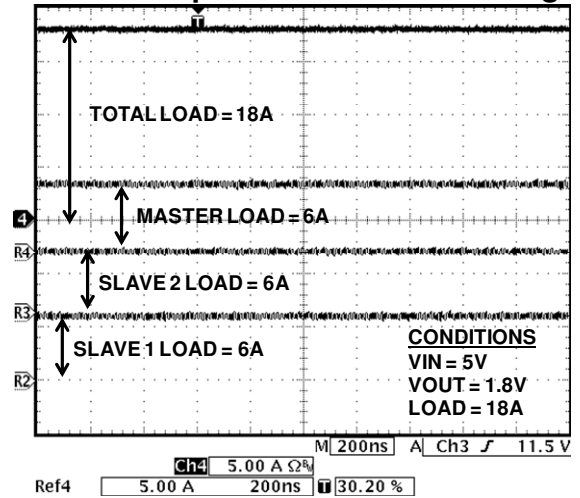 T
TOTAL LOAD = 18A
4
MASTER LOAD = 6A
R4
SLAVE 2 LOAD = 6A
R3
SLAVE 1 LOAD = 6A
R2
CONDITIONS
VIN = 5V
VOUT = 1.8V
LOAD = 18A
M 200ns A Ch3 ƒ 11.5 V
Ch4 5.00 A Ω
Ref4 5.00 A 200ns T 30.20 %